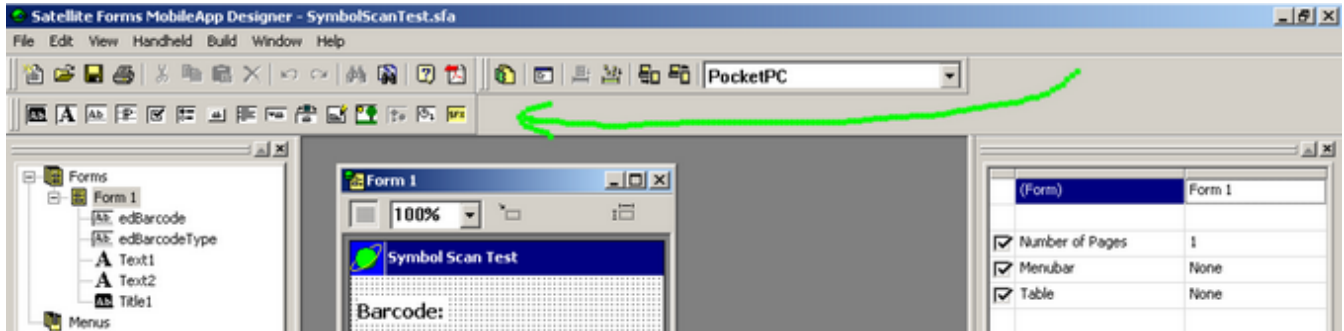 Satellite Forms MobileApp Designer - SymbolScanTest.sfa
File Edit View Handheld Build Window Help
PocketPC
Forms
Form 1
edBarcode
edBarcodeType
Text1
Text2
Title1
Menus
Form 1
100%
Symbol Scan Test
Barcode:
(Form) Form 1
Number of Pages 1
Menubar None
Table None